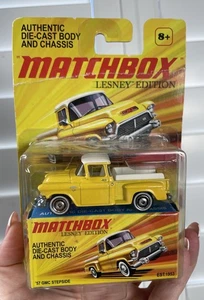 AUTHENTIC
DIE-CAST BODY
AND CHASSIS
8+
MATCHBOX
LESNEY EDITION
MATCHBOX
LESNEY EDITION
AUTHENTIC
DIE-CAST BODY
AND CHASSIS
'57 GMC STEPSIDE